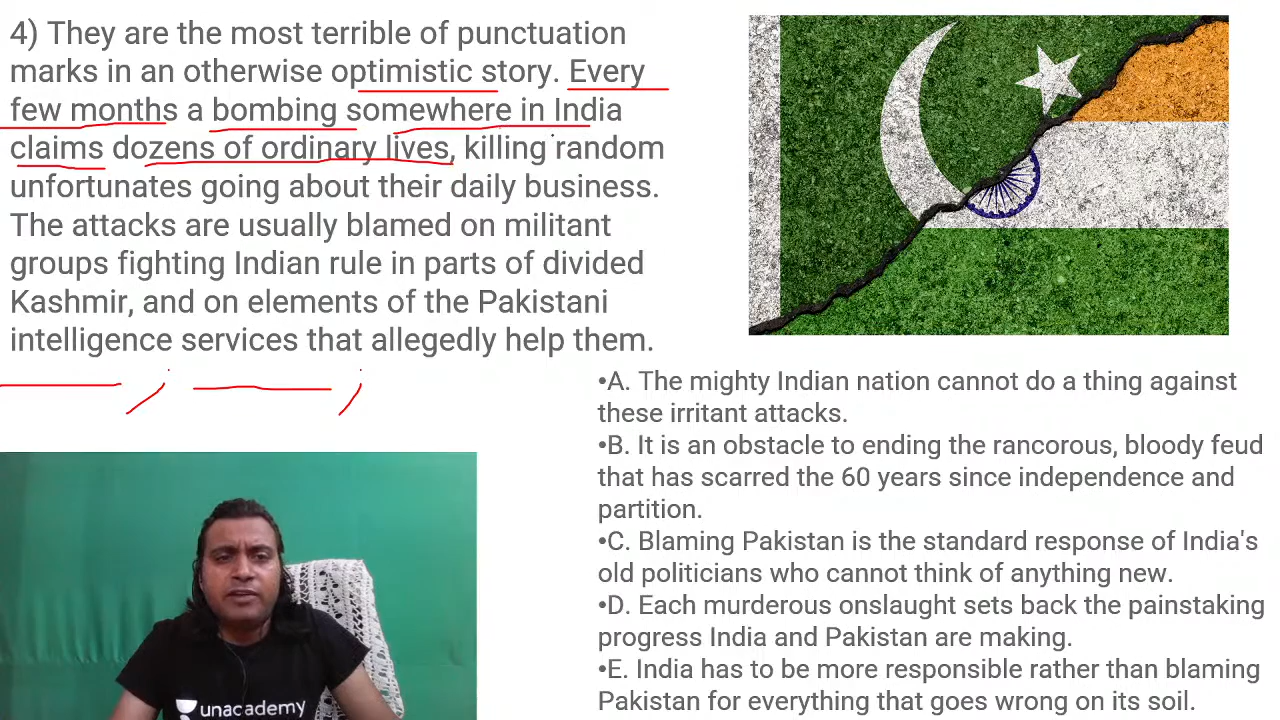 4) They are the most terrible of punctuation
marks in an otherwise optimistic story. Every
few months a bombing somewhere in India
claims dozens of ordinary lives, killing random
unfortunates going about their daily business.
The attacks are usually blamed on militant
groups fighting Indian rule in parts of divided
Kashmir, and on elements of the Pakistani
intelligence services that allegedly help them.
•A. The mighty Indian nation cannot do a thing against
these irritant attacks.
•B. It is an obstacle to ending the rancorous, bloody feud
that has scarred the 60 years since independence and
partition.
•C. Blaming Pakistan is the standard response of India's
old politicians who cannot think of anything new.
•D. Each murderous onslaught sets back the painstaking
progress India and Pakistan are making.
•E. India has to be more responsible rather than blaming
Pakistan for everything that goes wrong on its soil.
unacademy